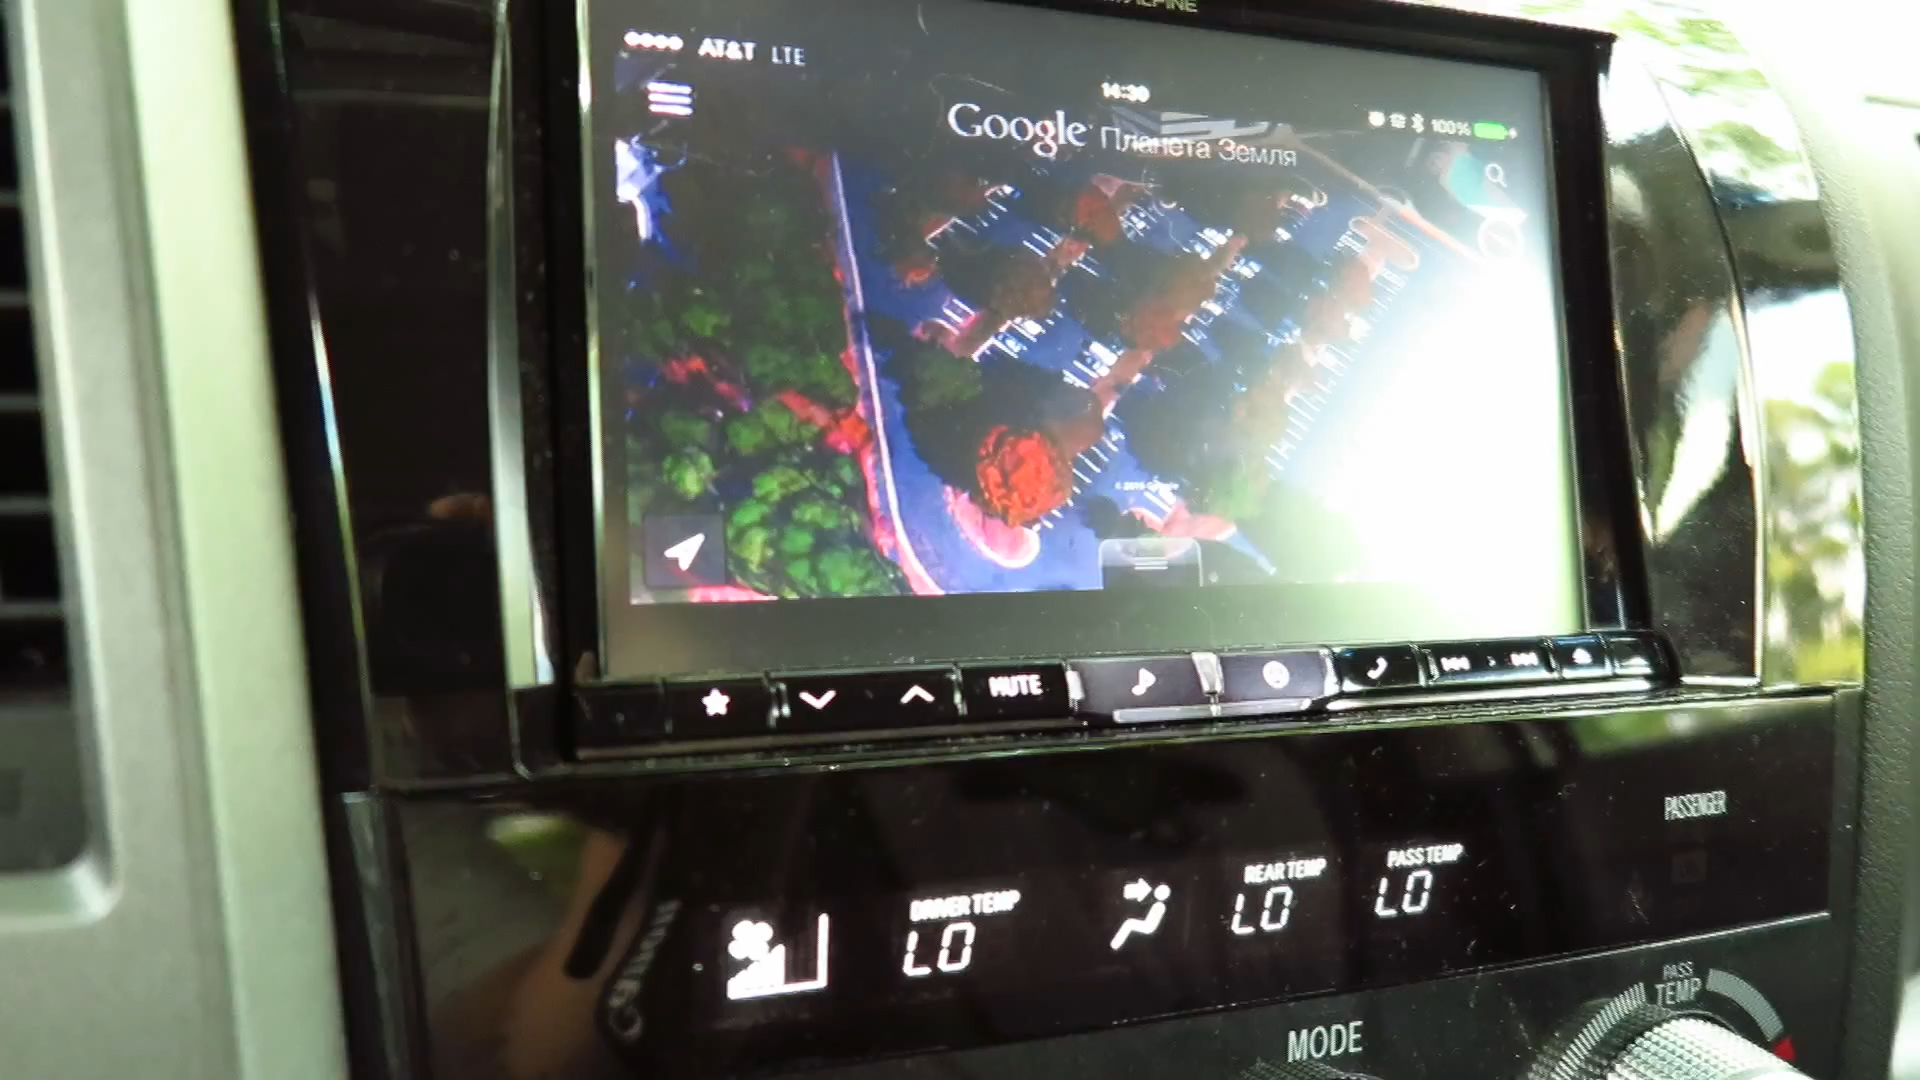 ALPINE
AT&T LTE
14:30
100%
Google Планета Земля
MUTE
PASSENGER
DRIVER TEMP
LO
REAR TEMP
LO
PASS TEMP
LO
PASS
TEMP
MODE
Canon